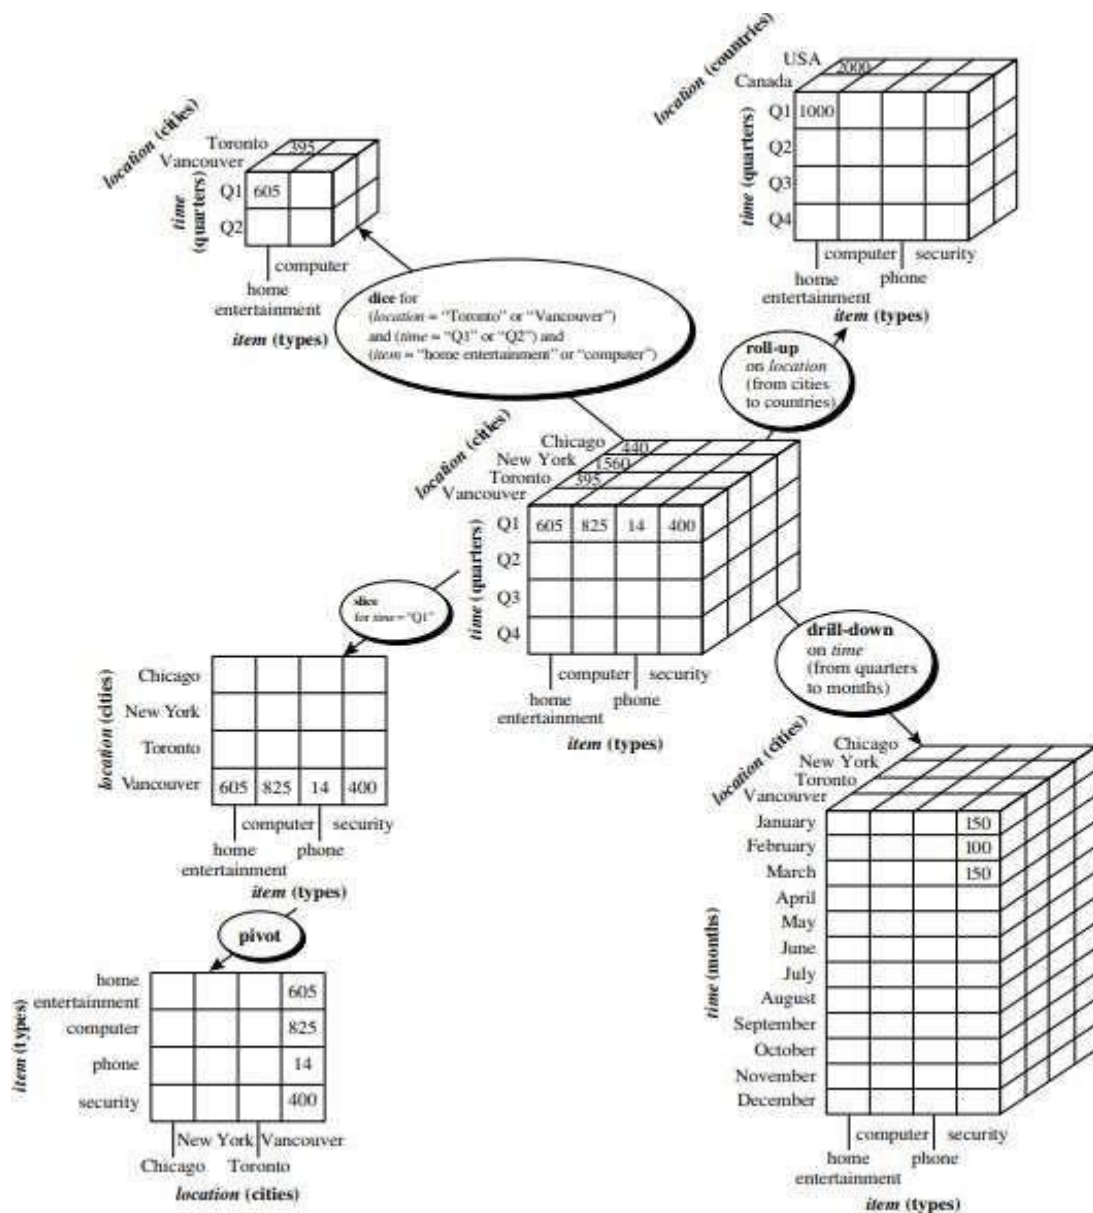 location (countries)
USA
Canada
2000
time (quarters)
Q1 1000
Q2
Q3
Q4
computer security
home
entertainment
phone
item (types)
location (cities)
Toronto
Vancouver
395
time
(quarters)
Q1 605
Q2
computer
home
entertainment
item (types)
dice for
(location = “Toronto” or “Vancouver”)
and (time = “Q1” or “Q2”) and
(item = “home entertainment” or “computer”)
roll-up
on location
(from cities
to countries)
location (cities)
Chicago 440
New York 1560
Toronto 395
Vancouver
time (quarters)
Q1 605 825 14 400
Q2
Q3
Q4
computer security
home
entertainment
phone
item (types)
slice
for time = “Q1”
drill-down
on time
(from quarters
to months)
location (cities)
Chicago
New York
Toronto
Vancouver 605 825 14 400
computer security
home
entertainment
phone
item (types)
pivot
item (types)
home
entertainment 605
computer 825
phone 14
security 400
New York Vancouver
Chicago Toronto
location (cities)
location (cities)
Chicago
New York
Toronto
Vancouver
time (months)
January 150
February 100
March 150
April
May
June
July
August
September
October
November
December
computer security
home
entertainment
phone
item (types)